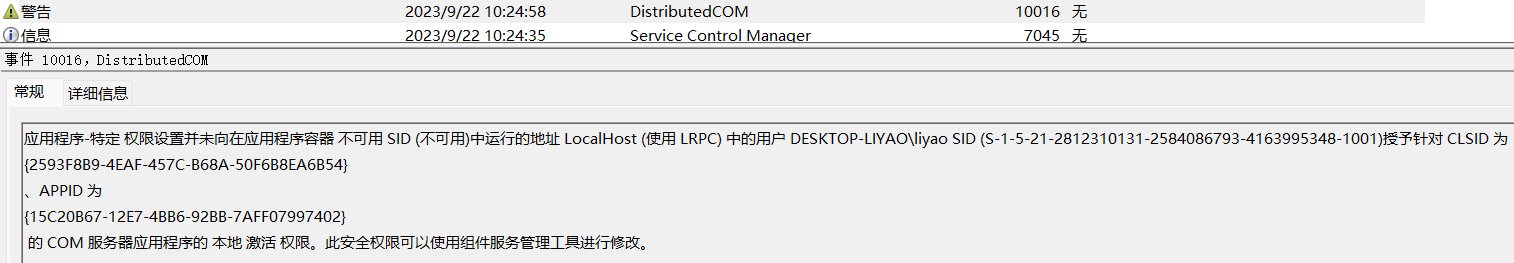 警告 2023/9/22 10:24:58 DistributedCOM 10016 无
信息 2023/9/22 10:24:35 Service Control Manager 7045 无
事件 10016，DistributedCOM
常规 详细信息
应用程序-特定 权限设置并未向在应用程序容器 不可用 SID (不可用)中运行的地址 LocalHost (使用 LRPC) 中的用户 DESKTOP-LIYAO\liyao SID (S-1-5-21-2812310131-2584086793-4163995348-1001)授予针对 CLSID 为
{2593F8B9-4EAF-457C-B68A-50F6B8EA6B54}
、APPID 为
{15C20B67-12E7-4BB6-92BB-7AFF07997402}
的 COM 服务器应用程序的 本地 激活 权限。此安全权限可以使用组件服务管理工具进行修改。